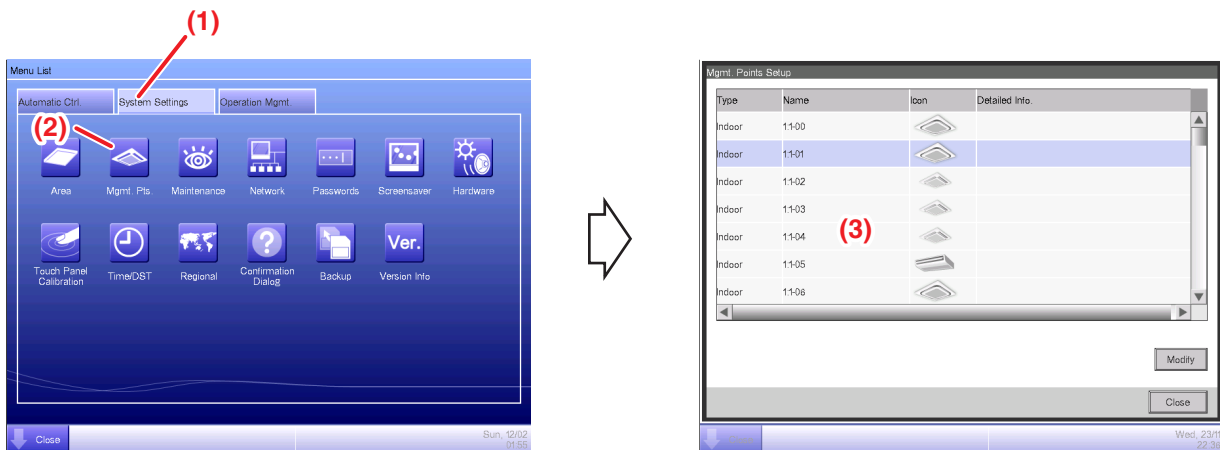 (1)
Menu List
Automatic Ctrl. System Settings Operation Mgmt.
(2)
Area Mgmt. Pts. Maintenance Network Passwords Screensaver Hardware
Ver.
Touch Panel Calibration Time/DST Regional Confirmation Dialog Backup Version Info
Close Sun, 12/02
01:55
Mgmt. Points Setup
Type Name Icon Detailed Info.
Indoor 1:1-00
Indoor 1:1-01
Indoor 1:1-02
Indoor 1:1-03
Indoor 1:1-04
(3)
Indoor 1:1-05
Indoor 1:1-06
Modify
Close
Close Wed, 23/11